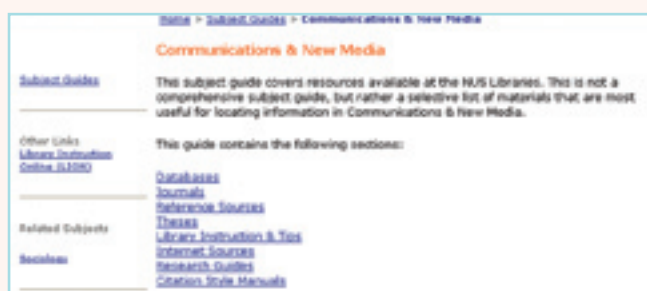 Home > Subject Guides > Communications & New Media
Communications & New Media
Subject Guides
This subject guide covers resources available at the NUS Libraries. This is not a
comprehensive subject guide, but rather a selective list of materials that are most
useful for locating information in Communications & New Media.
Other Links
Library Instruction
Online (LION)
This guide contains the following sections:
Databases
Journals
Reference Sources
Theses
Library Instruction & Tips
Internet Sources
Research Guides
Citation Style Manuals
Related Subjects
Sociology